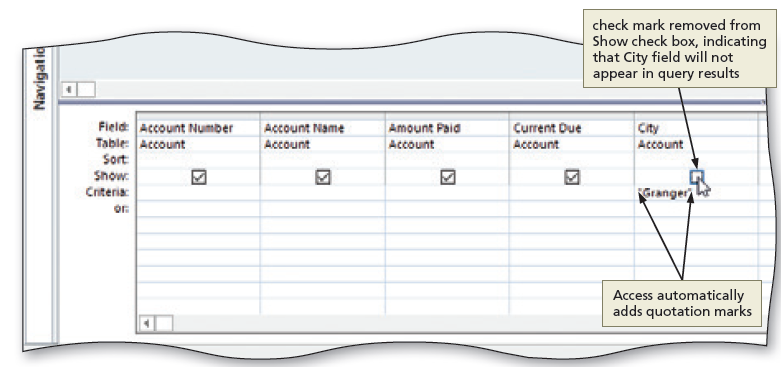 check mark removed from
Show check box, indicating
that City field will not
appear in query results
Navigatio
Field: Account Number Account Name Amount Paid Current Due City
Table: Account Account Account Account Account
Sort:
Show:
Criteria: "Granger"
or:
Access automatically
adds quotation marks